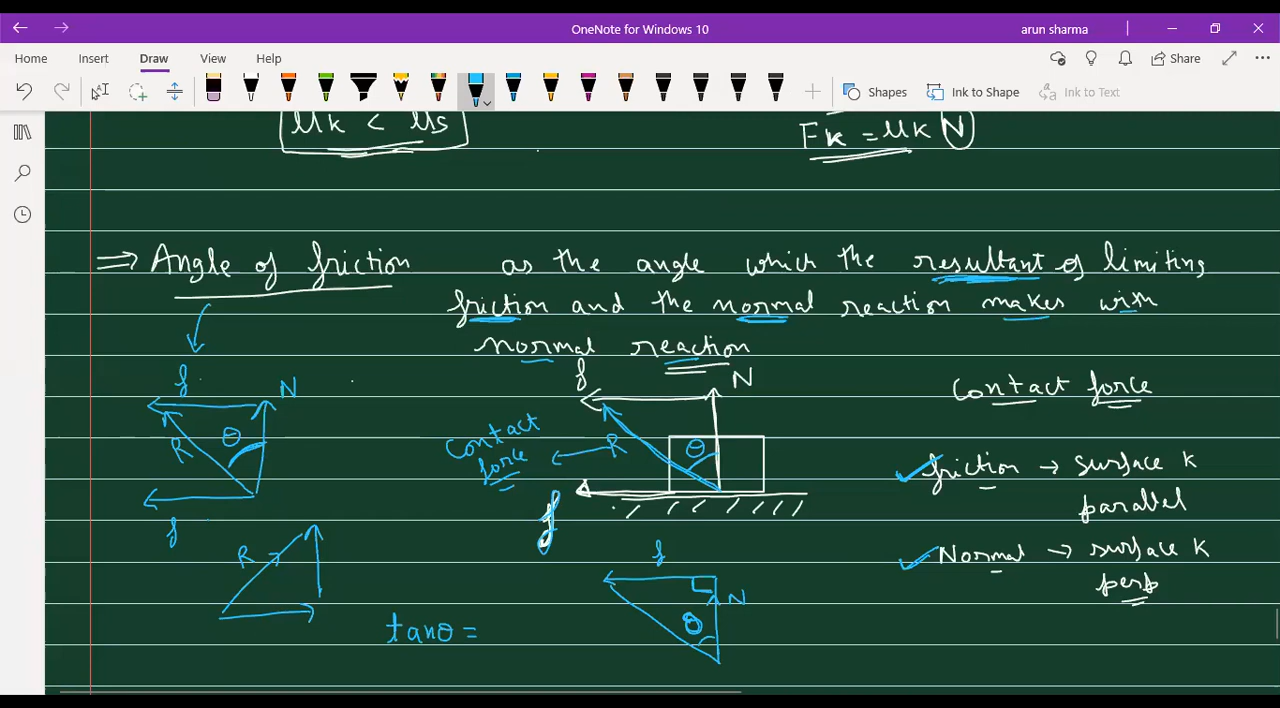 OneNote for Windows 10
arun sharma
Home Insert Draw View Help
Share
Shapes Ink to Shape Ink to Text
μk < μs
Fk = μk N
⇒ Angle of friction as the angle which the resultant of limiting
friction and the normal reaction makes with
normal reaction
f
N
R
θ
f
R
f
N
R
θ
f
contact
force
f
N
θ
tanθ =
Contact force
friction → surface k
parallel
Normal → surface k
perp